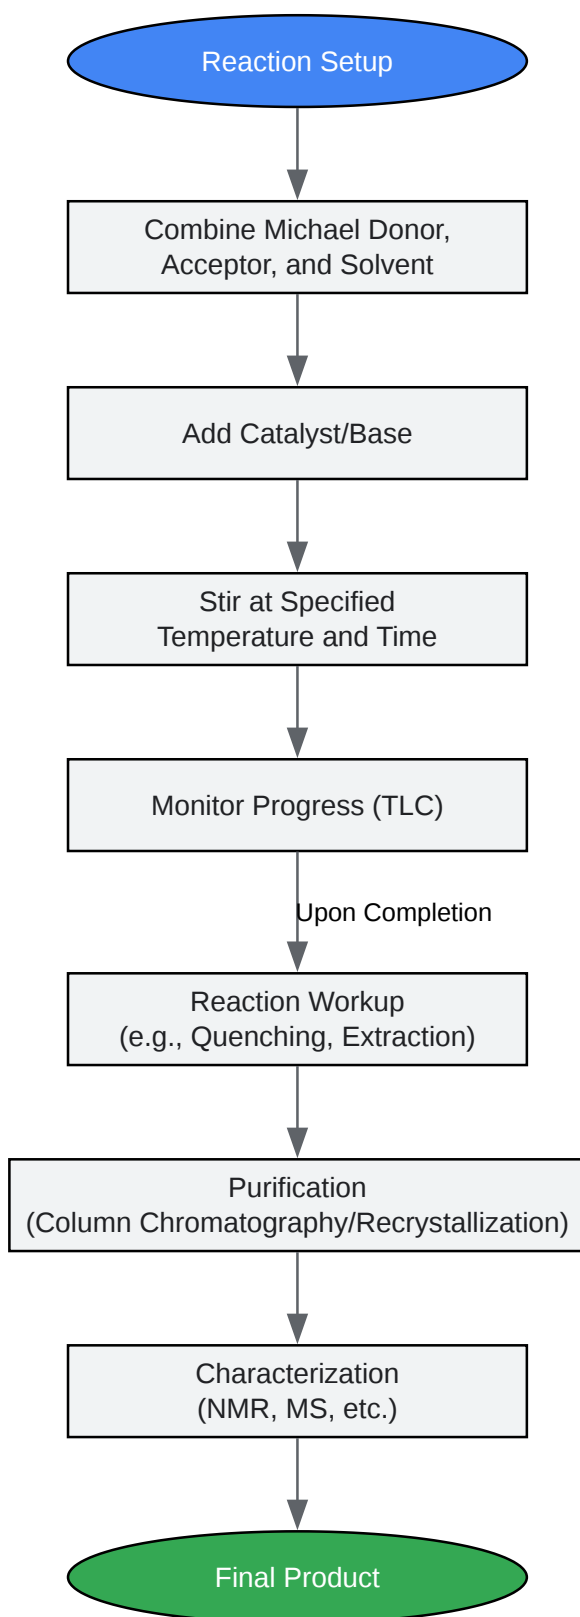 Reaction Setup
Combine Michael Donor,
Acceptor, and Solvent
Add Catalyst/Base
Stir at Specified
Temperature and Time
Monitor Progress (TLC)
Upon Completion
Reaction Workup
(e.g., Quenching, Extraction)
Purification
(Column Chromatography/Recrystallization)
Characterization
(NMR, MS, etc.)
Final Product